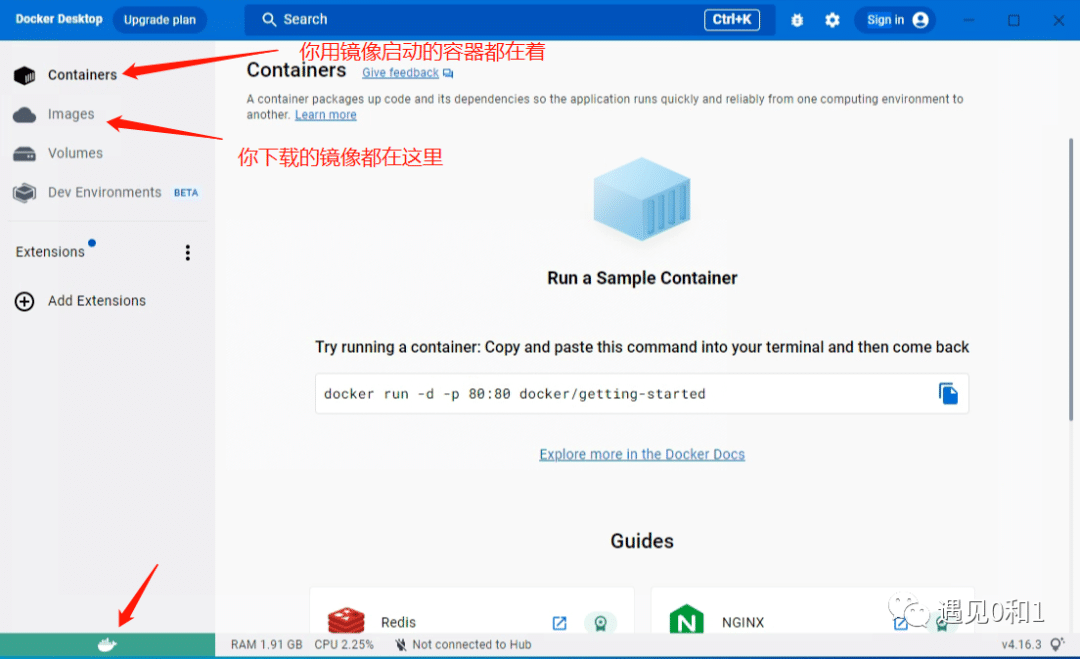 Docker Desktop
Upgrade plan
Search
Ctrl+K
Sign in
你用镜像启动的容器都在着
Containers
Images
你下载的镜像都在这里
Volumes
Dev Environments BETA
Extensions
Add Extensions
Containers Give feedback
A container packages up code and its dependencies so the application runs quickly and reliably from one computing environment to
another. Learn more
Run a Sample Container
Try running a container: Copy and paste this command into your terminal and then come back
docker run -d -p 80:80 docker/getting-started
Explore more in the Docker Docs
Guides
Redis
NGINX
遇见0和1
RAM 1.91 GB CPU 2.25% Not connected to Hub
v4.16.3